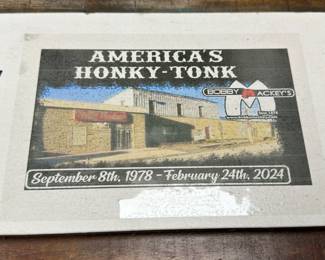 AMERICA'S
HONKY-TONK
BOBBY MACKEY'S
September 8th, 1978 - February 24th, 2024